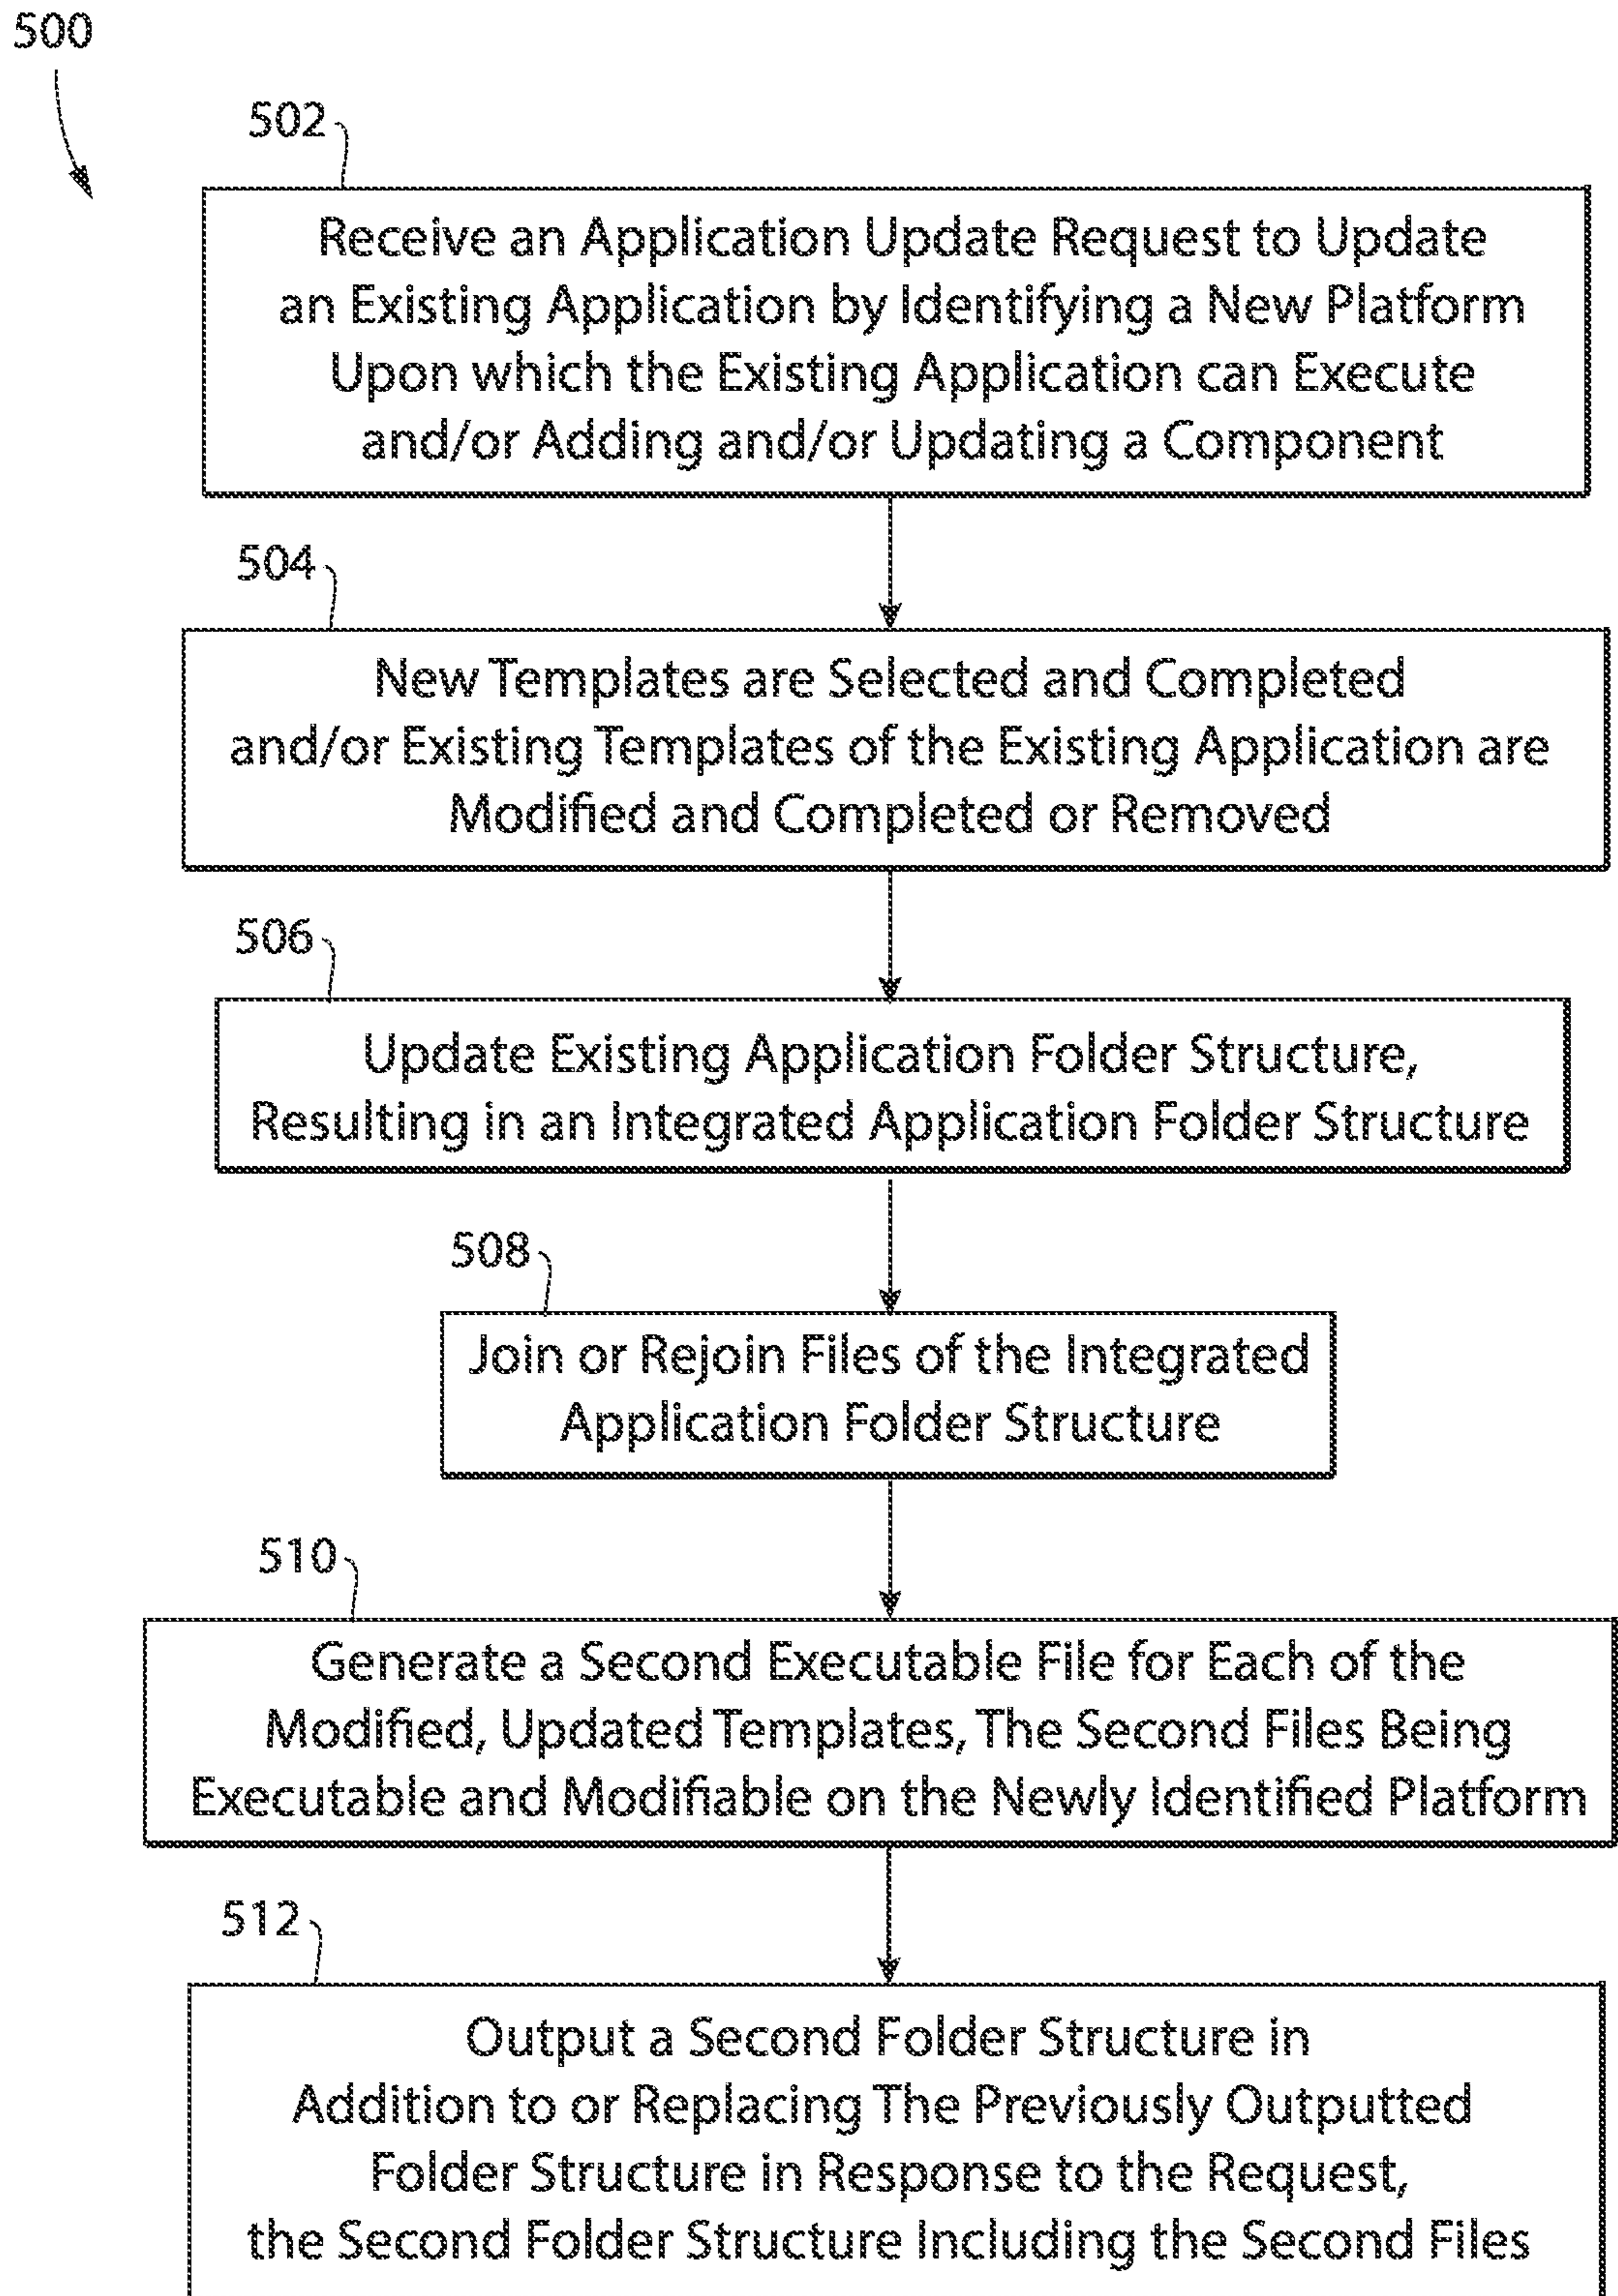 500
502
Receive an Application Update Request to Update
an Existing Application by Identifying a New Platform
Upon which the Existing Application can Execute
and/or Adding and/or Updating a Component
504
New Templates are Selected and Completed
and/or Existing Templates of the Existing Application are
Modified and Completed or Removed
506
Update Existing Application Folder Structure,
Resulting in an Integrated Application Folder Structure
508
Join or Rejoin Files of the Integrated
Application Folder Structure
510
Generate a Second Executable File for Each of the
Modified, Updated Templates, The Second Files Being
Executable and Modifiable on the Newly Identified Platform
512
Output a Second Folder Structure in
Addition to or Replacing The Previously Outputted
Folder Structure in Response to the Request,
the Second Folder Structure Including the Second Files